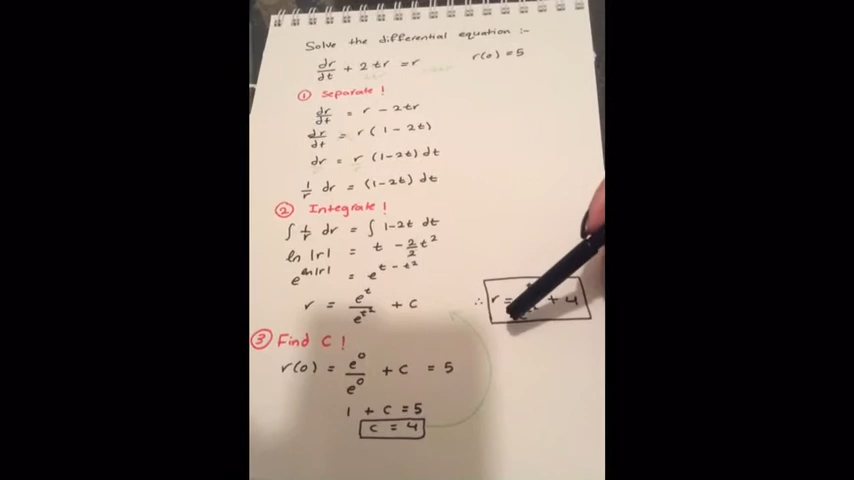 Solve the differential equation :-
dr/dt + 2tr = r r(0) = 5
① Separate !
dr/dt = r - 2tr
dr/dt = r (1 - 2t)
dr = r (1-2t) dt
1/r dr = (1-2t) dt
② Integrate !
∫ 1/r dr = ∫ 1-2t dt
ln |r| = t - 2/2 t²
e^ln|r| = e^t - t²
r = e^t/e^t² + c
∴ r = + 4
③ Find C !
r(0) = e^0/e^0 + c = 5
1 + c = 5
c = 4